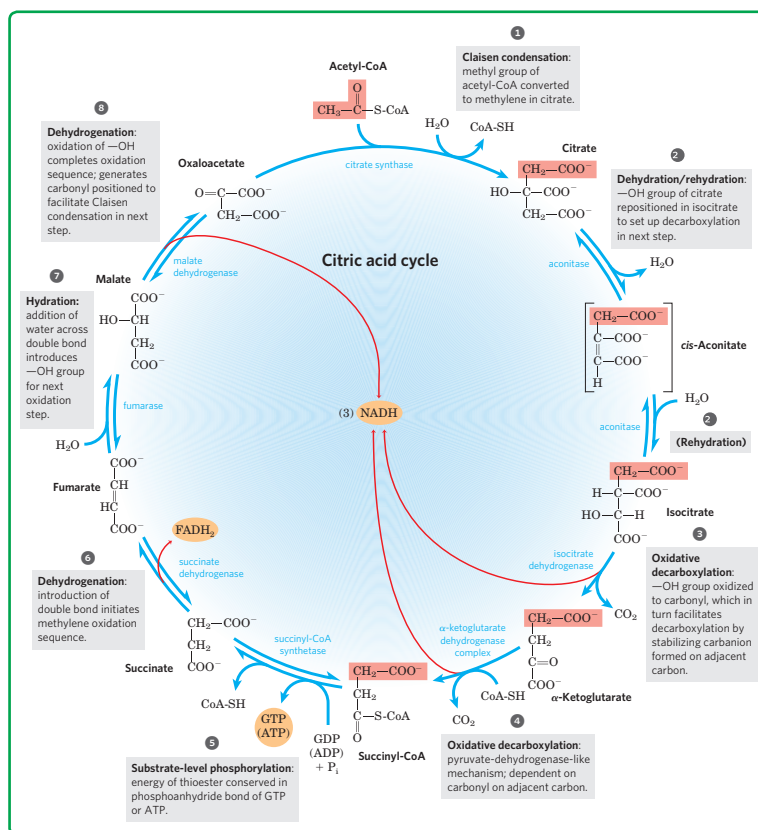 1
Claisen condensation:
methyl group of
acetyl-CoA converted
to methylene in citrate.
Acetyl-CoA
O
CH₃—C—S-CoA
H₂O
CoA-SH
citrate synthase
8
Dehydrogenation:
oxidation of —OH
completes oxidation
sequence; generates
carbonyl positioned to
facilitate Claisen
condensation in next
step.
Oxaloacetate
O=C—COO⁻
CH₂—COO⁻
Citrate
CH₂—COO⁻
HO—C—COO⁻
CH₂—COO⁻
2
Dehydration/rehydration:
—OH group of citrate
repositioned in isocitrate
to set up decarboxylation
in next step.
aconitase
H₂O
Citric acid cycle
malate
dehydrogenase
7
Hydration:
addition of
water across
double bond
introduces
—OH group
for next
oxidation
step.
Malate
COO⁻
HO—CH
CH₂
COO⁻
CH₂—COO⁻
C—COO⁻
C—COO⁻
H
cis-Aconitate
(3) NADH
fumarase
H₂O
aconitase
H₂O
2
(Rehydration)
Fumarate
COO⁻
CH
HC
COO⁻
CH₂—COO⁻
H—C—COO⁻
HO—C—H
COO⁻
Isocitrate
FADH₂
6
Dehydrogenation:
introduction of
double bond initiates
methylene oxidation
sequence.
succinate
dehydrogenase
isocitrate
dehydrogenase
3
Oxidative
decarboxylation:
—OH group oxidized
to carbonyl, which in
turn facilitates
decarboxylation by
stabilizing carbanion
formed on adjacent
carbon.
CO₂
CH₂—COO⁻
CH₂
COO⁻
Succinate
succinyl-CoA
synthetase
α-ketoglutarate
dehydrogenase
complex
CH₂—COO⁻
CH₂
C=O
COO⁻
α-Ketoglutarate
CH₂—COO⁻
CH₂
C—S-CoA
O
Succinyl-CoA
CoA-SH
CO₂
CoA-SH
GTP
(ATP)
GDP
(ADP)
+ Pᵢ
5
Substrate-level phosphorylation:
energy of thioester conserved in
phosphoanhydride bond of GTP
or ATP.
4
Oxidative decarboxylation:
pyruvate-dehydrogenase-like
mechanism; dependent on
carbonyl on adjacent carbon.